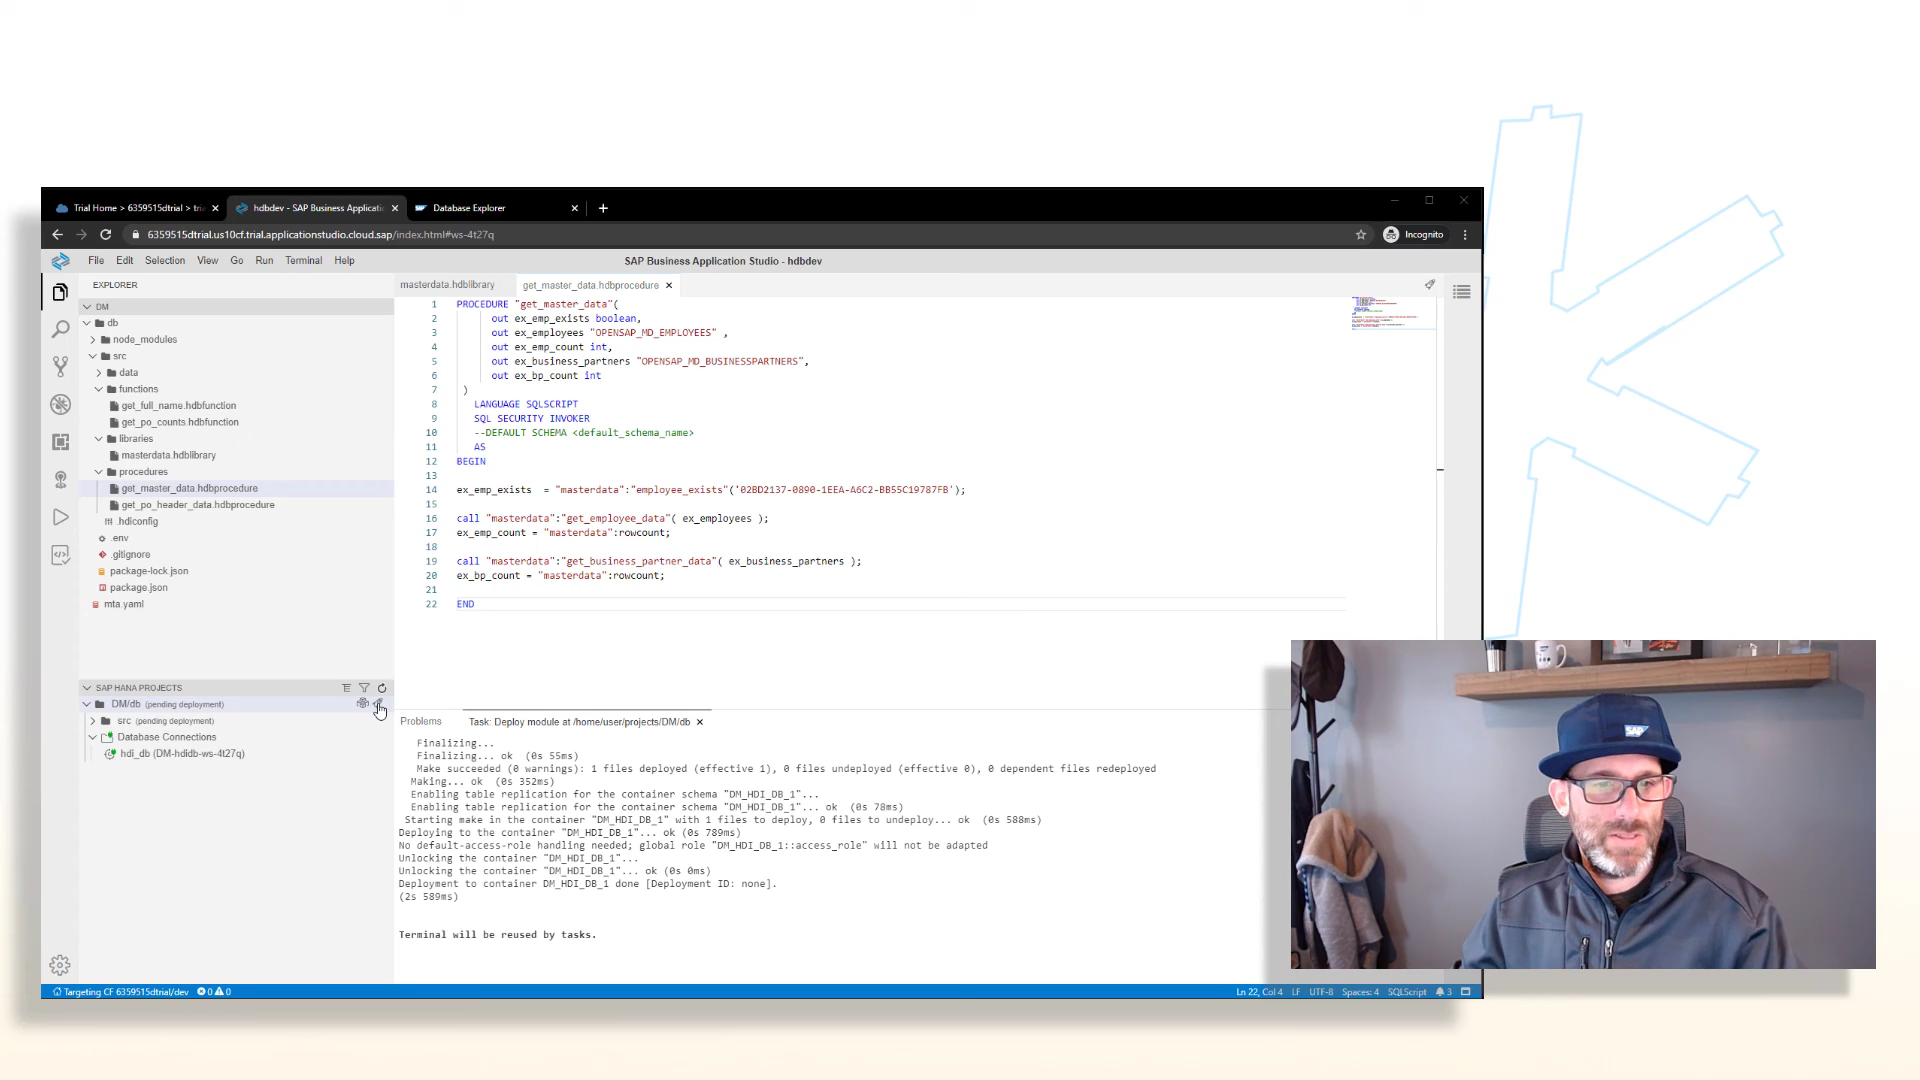 Trial Home > 6359515dtrial > tri
hdbdev - SAP Business Applicati
Database Explorer
6359515dtrial.us10cf.trial.applicationstudio.cloud.sap/index.html#ws-4t27q
Incognito
File Edit Selection View Go Run Terminal Help
SAP Business Application Studio - hdbdev
EXPLORER
DM
db
node_modules
src
data
functions
get_full_name.hdbfunction
get_po_counts.hdbfunction
libraries
masterdata.hdblibrary
procedures
get_master_data.hdbprocedure
get_po_header_data.hdbprocedure
.hdiconfig
.env
.gitignore
package-lock.json
package.json
mta.yaml
SAP HANA PROJECTS
DM/db (pending deployment)
src (pending deployment)
Database Connections
hdi_db (DM-hdidb-ws-4t27q)
masterdata.hdblibrary
get_master_data.hdbprocedure
1 PROCEDURE "get_master_data"(
2 out ex_emp_exists boolean,
3 out ex_employees "OPENSAP_MD_EMPLOYEES" ,
4 out ex_emp_count int,
5 out ex_business_partners "OPENSAP_MD_BUSINESSPARTNERS",
6 out ex_bp_count int
7 )
8 LANGUAGE SQLSCRIPT
9 SQL SECURITY INVOKER
10 --DEFAULT SCHEMA <default_schema_name>
11 AS
12 BEGIN
13
14 ex_emp_exists = "masterdata":"employee_exists"('02BD2137-0890-1EEA-A6C2-BB55C19787FB');
15
16 call "masterdata":"get_employee_data"( ex_employees );
17 ex_emp_count = "masterdata":rowcount;
18
19 call "masterdata":"get_business_partner_data"( ex_business_partners );
20 ex_bp_count = "masterdata":rowcount;
21
22 END
Problems
Task: Deploy module at /home/user/projects/DM/db
Finalizing...
Finalizing... ok (0s 55ms)
Make succeeded (0 warnings): 1 files deployed (effective 1), 0 files undeployed (effective 0), 0 dependent files redeployed
Making... ok (0s 352ms)
Enabling table replication for the container schema "DM_HDI_DB_1"...
Enabling table replication for the container schema "DM_HDI_DB_1"... ok (0s 78ms)
Starting make in the container "DM_HDI_DB_1" with 1 files to deploy, 0 files to undeploy... ok (0s 588ms)
Deploying to the container "DM_HDI_DB_1"... ok (0s 789ms)
No default-access-role handling needed; global role "DM_HDI_DB_1::access_role" will not be adapted
Unlocking the container "DM_HDI_DB_1"...
Unlocking the container "DM_HDI_DB_1"... ok (0s 0ms)
Deployment to container DM_HDI_DB_1 done [Deployment ID: none].
(2s 589ms)
Terminal will be reused by tasks.
Targeting CF 6359515dtrial/dev 0 0
Ln 22, Col 4 LF UTF-8 Spaces: 4 SQLScript 3
SAP